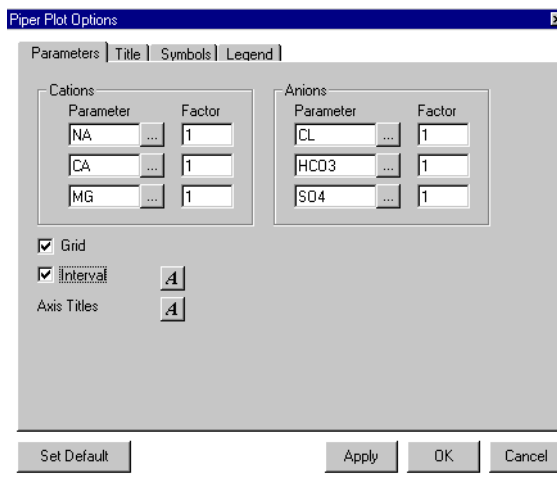 Piper Plot Options
Parameters Title Symbols Legend
Cations Anions
Parameter Factor Parameter Factor
NA ... 1 CL ... 1
CA ... 1 HCO3 ... 1
MG ... 1 SO4 ... 1
Grid
Interval A
Axis Titles A
Set Default Apply OK Cancel